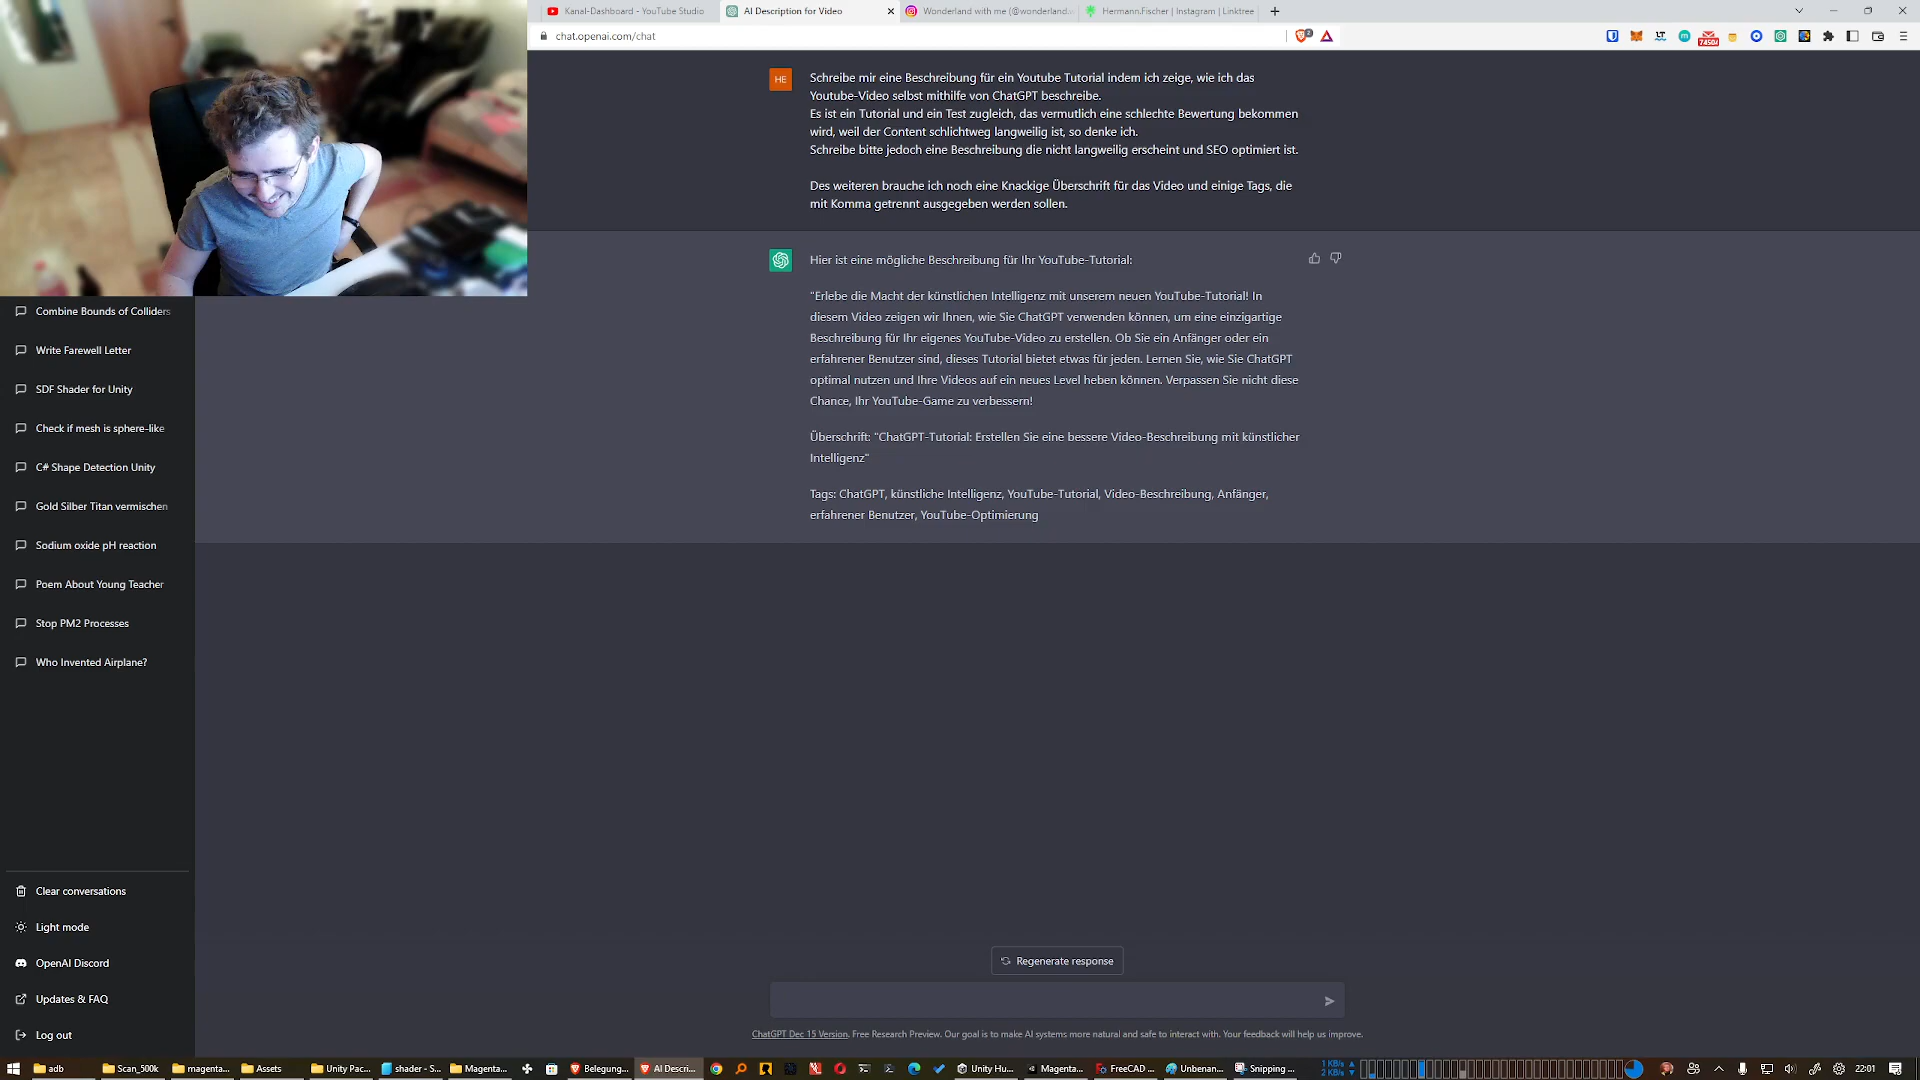 Kanal-Dashboard - YouTube Studio
AI Description for Video
Wonderland with me (@wonderland.w
Hermann.Fischer | Instagram | Linktree
chat.openai.com/chat
HE
Schreibe mir eine Beschreibung für ein Youtube Tutorial indem ich zeige, wie ich das
Youtube-Video selbst mithilfe von ChatGPT beschreibe.
Es ist ein Tutorial und ein Test zugleich, das vermutlich eine schlechte Bewertung bekommen
wird, weil der Content schlichtweg langweilig ist, so denke ich.
Schreibe bitte jedoch eine Beschreibung die nicht langweilig erscheint und SEO optimiert ist.
Des weiteren brauche ich noch eine Knackige Überschrift für das Video und einige Tags, die
mit Komma getrennt ausgegeben werden sollen.
Hier ist eine mögliche Beschreibung für Ihr YouTube-Tutorial:
"Erlebe die Macht der künstlichen Intelligenz mit unserem neuen YouTube-Tutorial! In
diesem Video zeigen wir Ihnen, wie Sie ChatGPT verwenden können, um eine einzigartige
Beschreibung für Ihr eigenes YouTube-Video zu erstellen. Ob Sie ein Anfänger oder ein
erfahrener Benutzer sind, dieses Tutorial bietet etwas für jeden. Lernen Sie, wie Sie ChatGPT
optimal nutzen und Ihre Videos auf ein neues Level heben können. Verpassen Sie nicht diese
Chance, Ihr YouTube-Game zu verbessern!
Überschrift: "ChatGPT-Tutorial: Erstellen Sie eine bessere Video-Beschreibung mit künstlicher
Intelligenz"
Tags: ChatGPT, künstliche Intelligenz, YouTube-Tutorial, Video-Beschreibung, Anfänger,
erfahrener Benutzer, YouTube-Optimierung
Combine Bounds of Colliders
Write Farewell Letter
SDF Shader for Unity
Check if mesh is sphere-like
C# Shape Detection Unity
Gold Silber Titan vermischen
Sodium oxide pH reaction
Poem About Young Teacher
Stop PM2 Processes
Who Invented Airplane?
Clear conversations
Light mode
OpenAI Discord
Updates & FAQ
Log out
Regenerate response
ChatGPT Dec 15 Version. Free Research Preview. Our goal is to make AI systems more natural and safe to interact with. Your feedback will help us improve.
adb
Scan_500k
magenta...
Assets
Unity Pac...
shader - S...
Magenta...
Belegung...
AI Descri...
Unity Hu...
Magenta...
FreeCAD ...
Unbenan...
Snipping ...
1 KB/s
2 KB/s
22:01